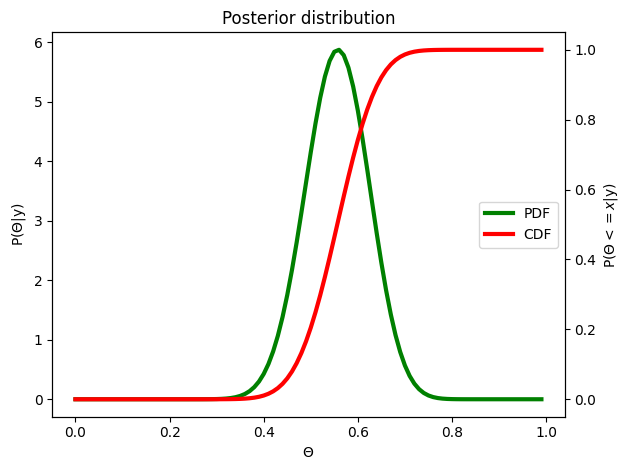 Posterior distribution
6
5
4
3
2
1
0
P(Θ|y)
1.0
0.8
0.6
0.4
0.2
0.0
P(Θ <= x|y)
PDF
CDF
0.0 0.2 0.4 0.6 0.8 1.0
Θ